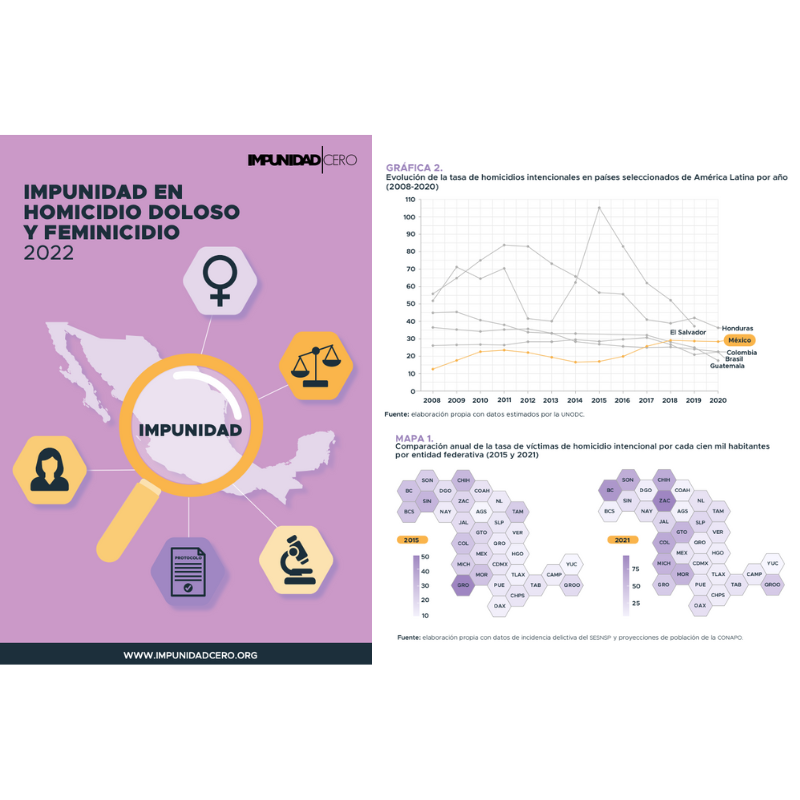 IMPUNIDAD CERO
IMPUNIDAD EN
HOMICIDIO DOLOSO
Y FEMINICIDIO
2022
IMPUNIDAD
PROTOCOLO
WWW.IMPUNIDADCERO.ORG
GRÁFICA 2.
Evolución de la tasa de homicidios intencionales en países seleccionados de América Latina por año
(2008-2020)
110
100
90
80
70
60
50
40
30
20
10
0
El Salvador
Honduras
México
Colombia
Brasil
Guatemala
2008 2009 2010 2011 2012 2013 2014 2015 2016 2017 2018 2019 2020
Fuente: elaboración propia con datos estimados por la UNODC.
MAPA 1.
Comparación anual de la tasa de víctimas de homicidio intencional por cada cien mil habitantes
por entidad federativa (2015 y 2021)
SON CHIH
BC DGO COAH
SIN ZAC NL
BCS NAY AGS TAM
JAL SLP
GTO VER
COL QRO
MEX HGO
MICH CDMX YUC
MOR TLAX CAMP
GRO PUE TAB QROO
CHPS
OAX
2015
50
40
30
20
10
SON CHIH
BC DGO COAH
SIN ZAC NL
BCS NAY AGS TAM
JAL SLP
GTO VER
COL QRO
MEX HGO
MICH CDMX YUC
MOR TLAX CAMP
GRO PUE TAB QROO
CHPS
OAX
2021
75
50
25
Fuente: elaboración propia con datos de incidencia delictiva del SESNSP y proyecciones de población de la CONAPO.